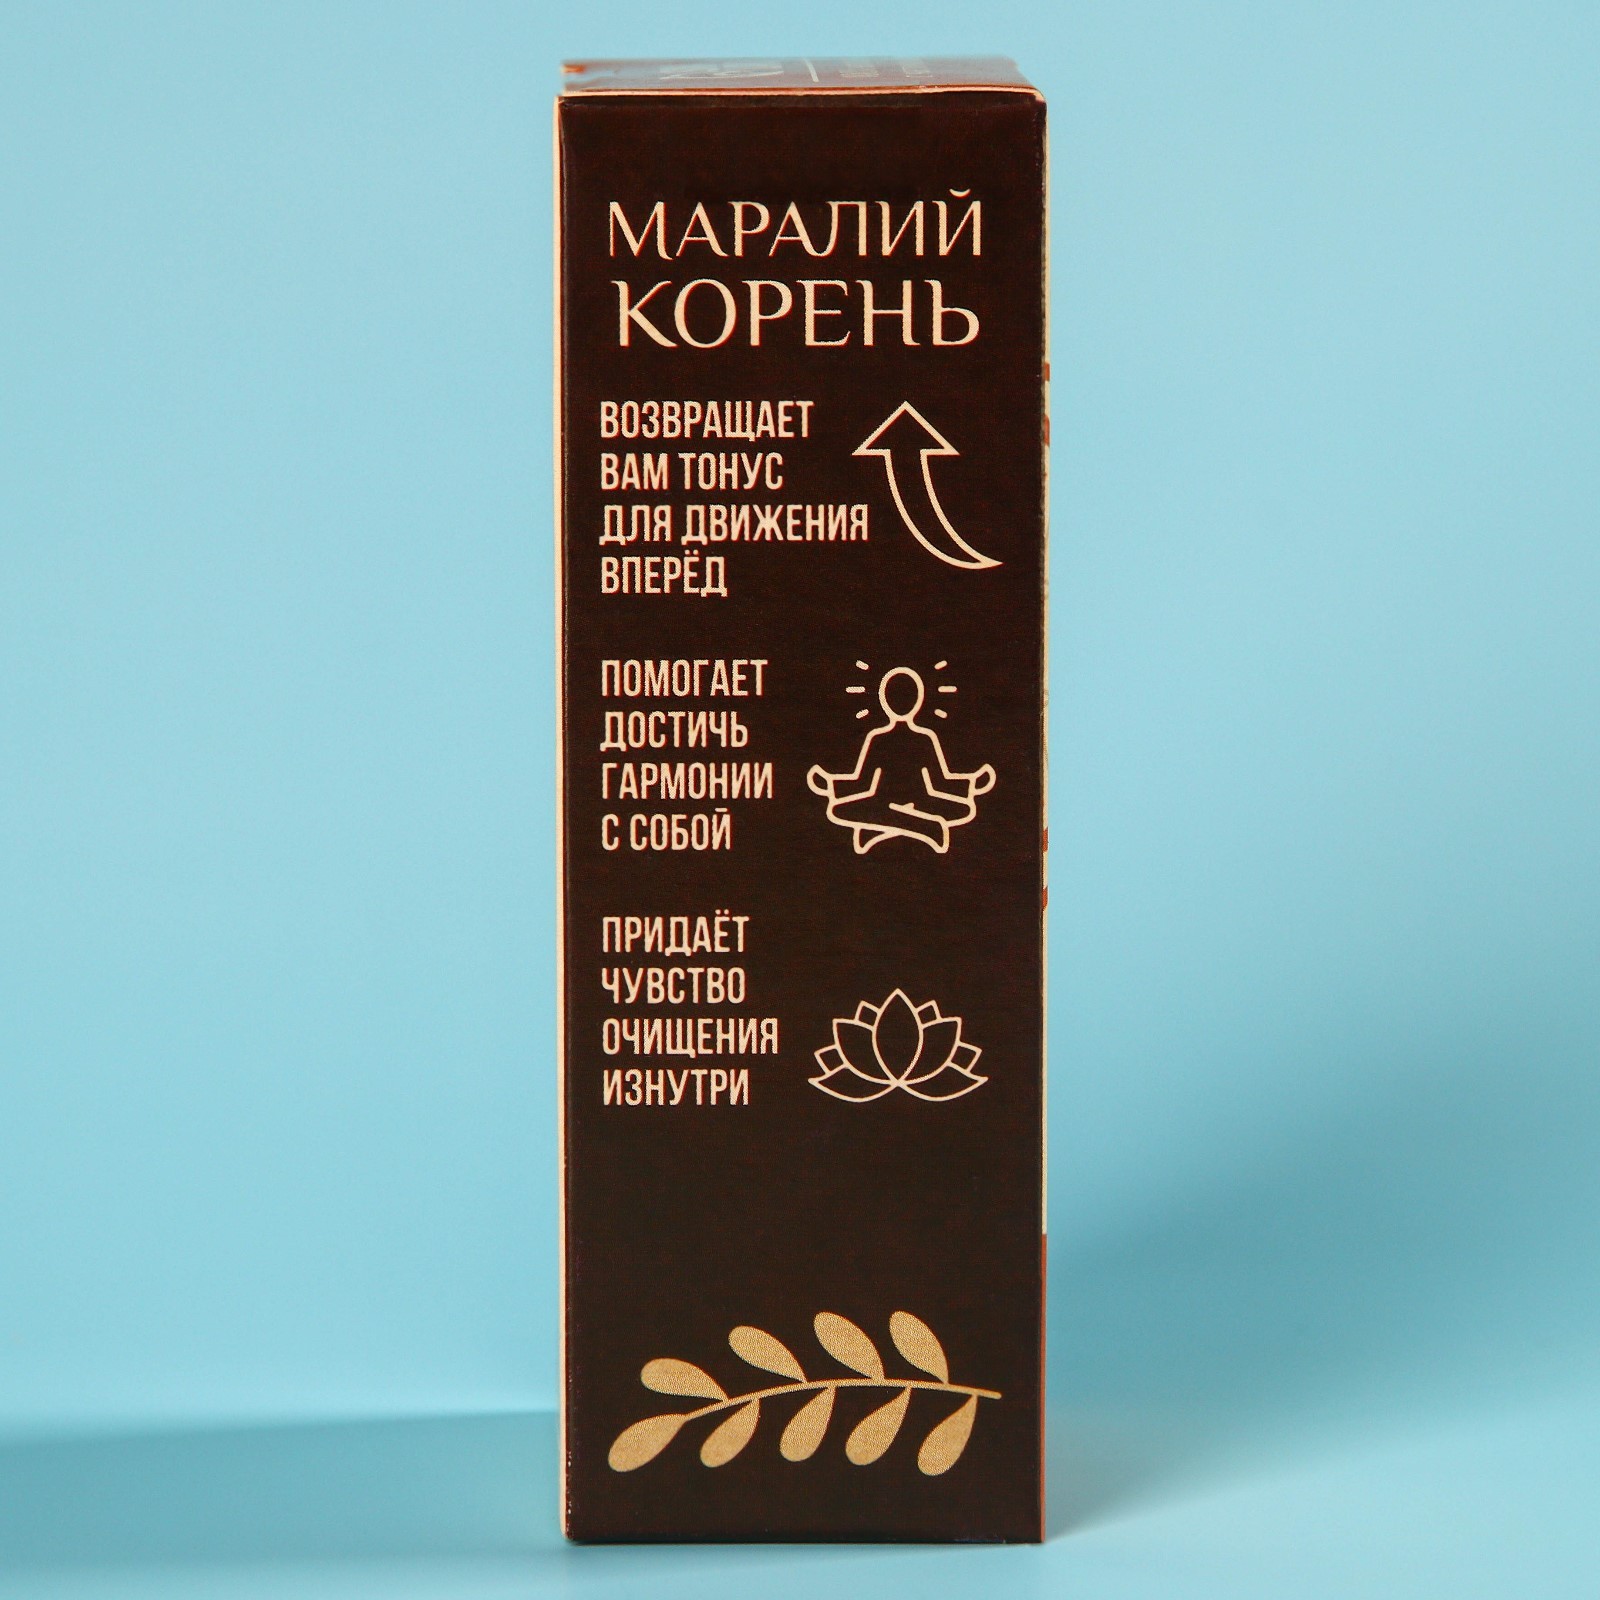 МАРАЛИЙ
КОРЕНЬ
ВОЗВРАЩАЕТ
ВАМ ТОНУС
ДЛЯ ДВИЖЕНИЯ
ВПЕРЁД
ПОМОГАЕТ
ДОСТИЧЬ
ГАРМОНИИ
С СОБОЙ
ПРИДАЁТ
ЧУВСТВО
ОЧИЩЕНИЯ
ИЗНУТРИ